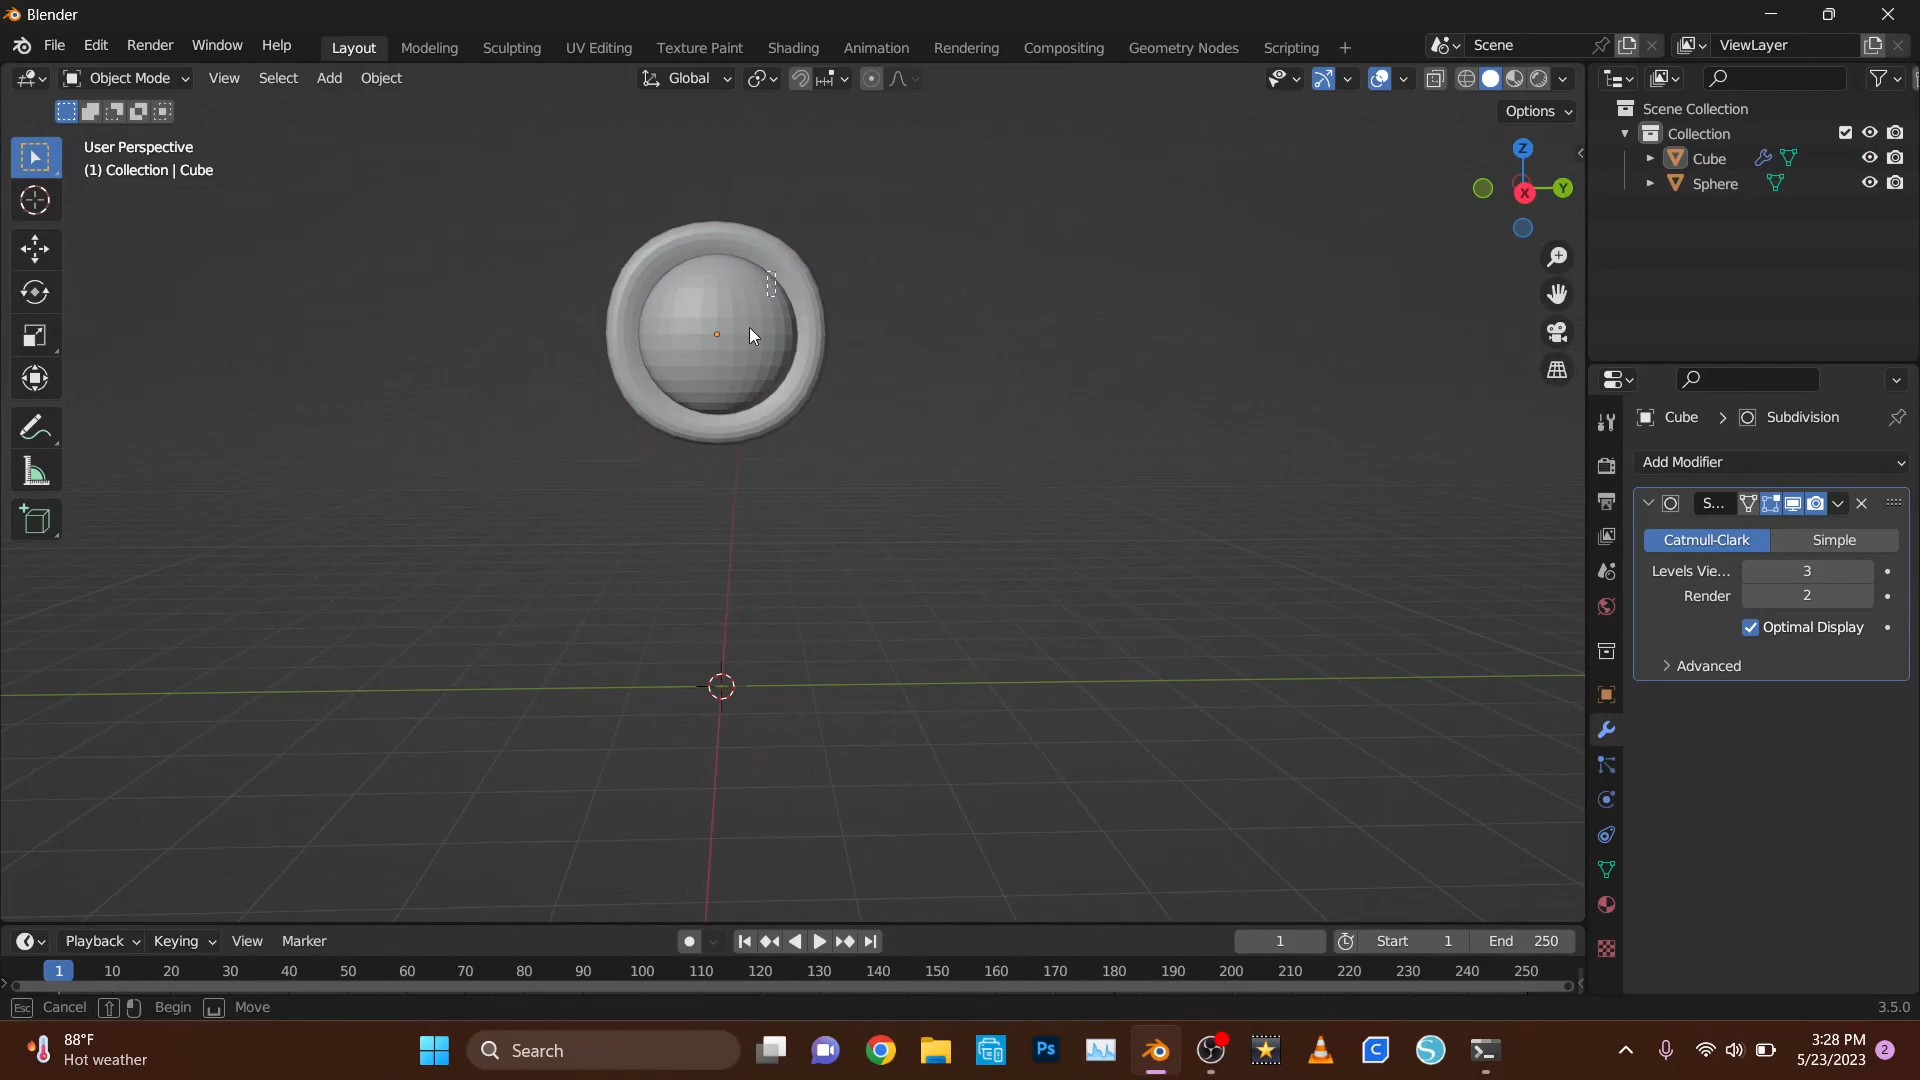 Blender
File Edit Render Window Help
Layout Modeling Sculpting UV Editing Texture Paint Shading Animation Rendering Compositing Geometry Nodes Scripting +
Scene
ViewLayer
Object Mode View Select Add Object
Global
Options
User Perspective
(1) Collection | Cube
Z
Y
X
Scene Collection
Collection
Cube
Sphere
Cube > Subdivision
Add Modifier
S...
Catmull-Clark Simple
Levels Vie... 3
Render 2
Optimal Display
Advanced
Playback Keying View Marker
1 Start 1 End 250
1 10 20 30 40 50 60 70 80 90 100 110 120 130 140 150 160 170 180 190 200 210 220 230 240 250
Esc Cancel Begin Move
3.5.0
88°F
Hot weather
Search
Ps
3:28 PM
5/23/2023
2